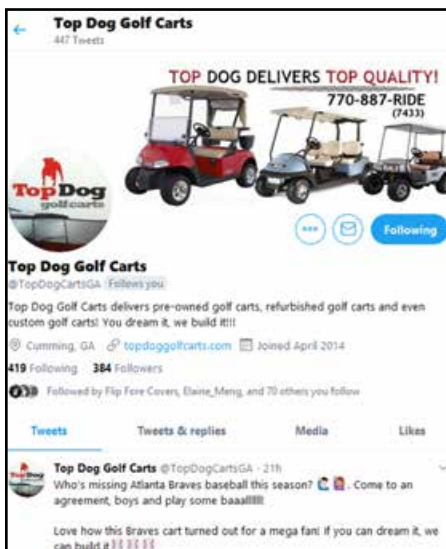 Top Dog Golf Carts
447 Tweets
TOP DOG DELIVERS TOP QUALITY!
770-887-RIDE
(7433)
TopDog
golf carts
Following
Top Dog Golf Carts
@TopDogCartsGA Follows you
Top Dog Golf Carts delivers pre-owned golf carts, refurbished golf carts and even
custom golf carts! You dream it, we build it!!!
Cumming, GA topdoggolfcarts.com Joined April 2014
419 Following 384 Followers
Followed by Flip Fore Covers, Elaine_Meng, and 70 others you follow
Tweets Tweets & replies Media Likes
Top Dog Golf Carts @TopDogCartsGA · 21h
Who's missing Atlanta Braves baseball this season? 🙋🏻‍♂️ 🙋🏽‍♀️. Come to an
agreement, boys and play some baaallllll!
Love how this Braves cart turned out for a mega fan! If you can dream it, we
can build it